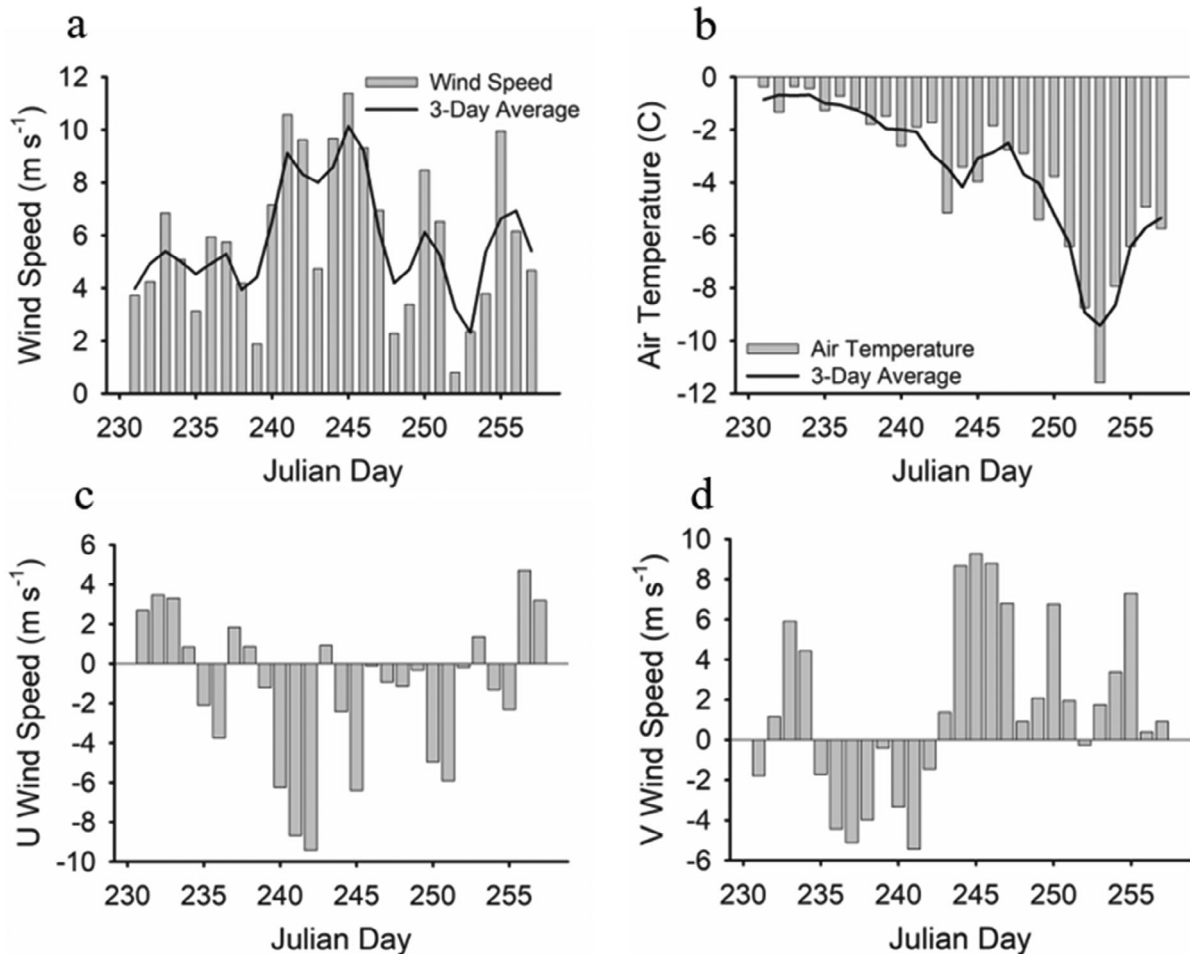 a
Wind Speed (m s-1)
12
10
8
6
4
2
0
Wind Speed
3-Day Average
230 235 240 245 250 255
Julian Day
b
Air Temperature (C)
0
-2
-4
-6
-8
-10
-12
Air Temperature
3-Day Average
230 235 240 245 250 255
Julian Day
c
U Wind Speed (m s-1)
6
4
2
0
-2
-4
-6
-8
-10
230 235 240 245 250 255
Julian Day
d
V Wind Speed (m s-1)
10
8
6
4
2
0
-2
-4
-6
230 235 240 245 250 255
Julian Day